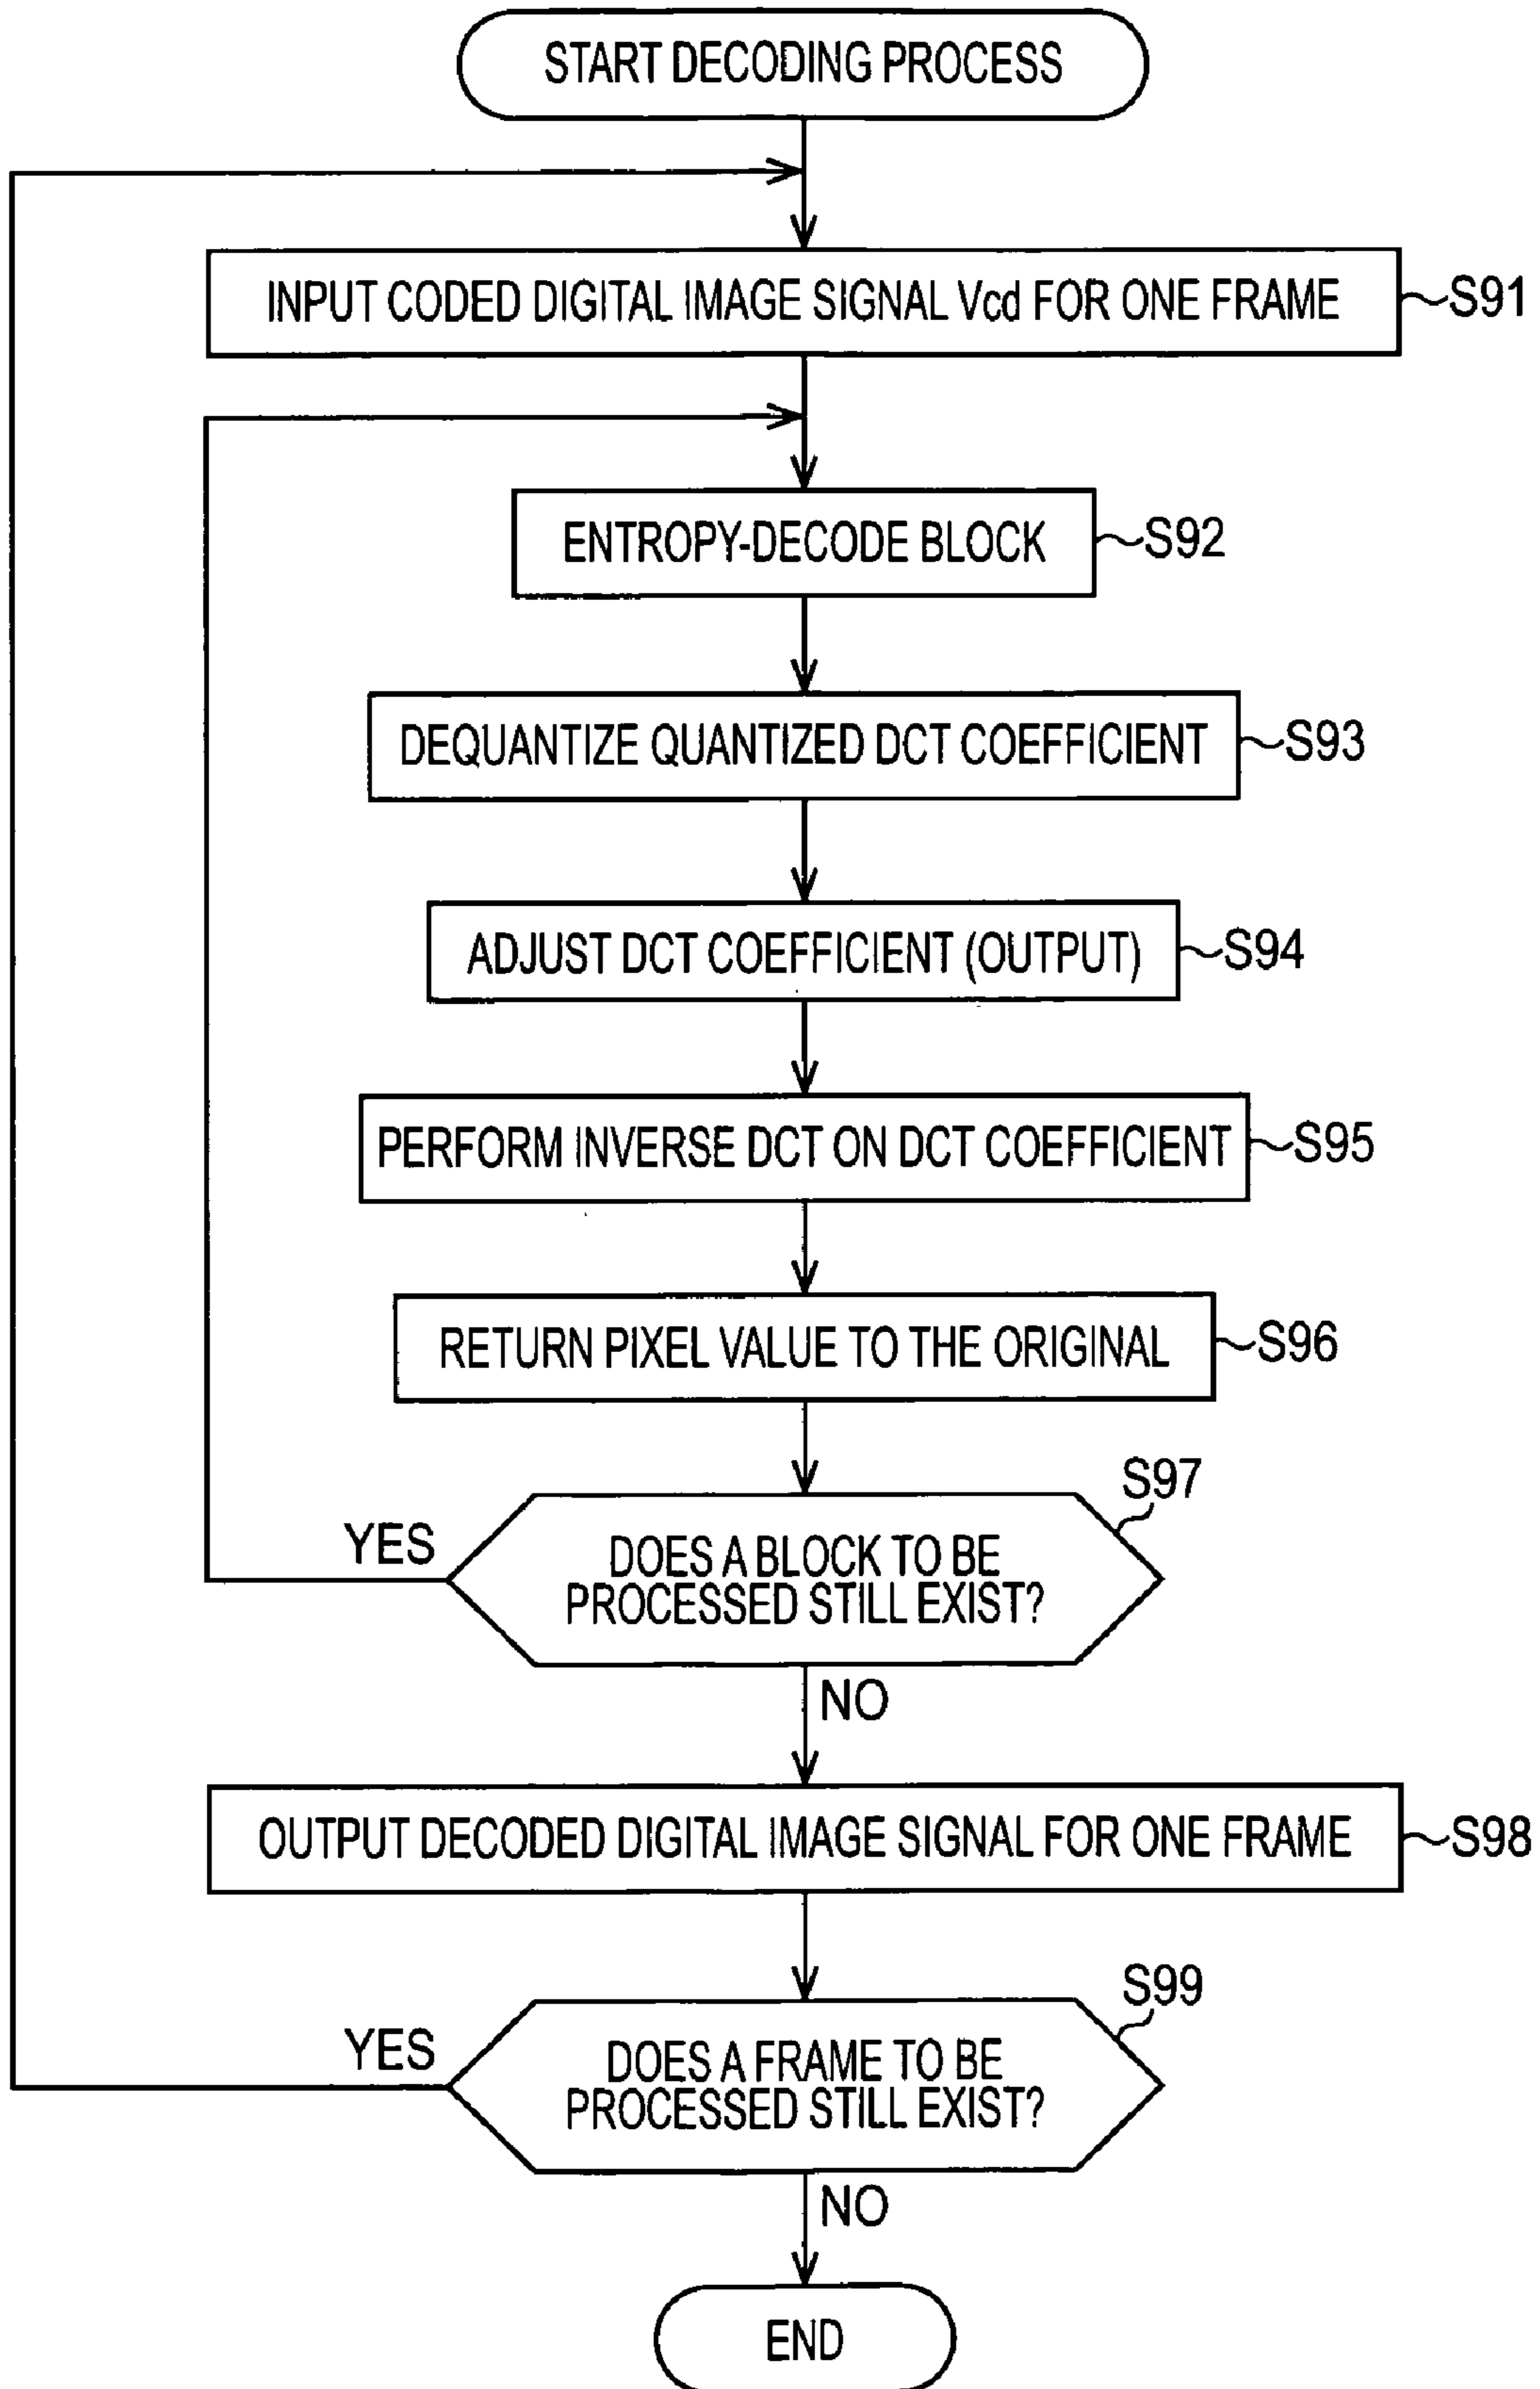 START DECODING PROCESS
INPUT CODED DIGITAL IMAGE SIGNAL Vcd FOR ONE FRAME
S91
ENTROPY-DECODE BLOCK
S92
DEQUANTIZE QUANTIZED DCT COEFFICIENT
S93
ADJUST DCT COEFFICIENT (OUTPUT)
S94
PERFORM INVERSE DCT ON DCT COEFFICIENT
S95
RETURN PIXEL VALUE TO THE ORIGINAL
S96
S97
YES
DOES A BLOCK TO BE
PROCESSED STILL EXIST?
NO
OUTPUT DECODED DIGITAL IMAGE SIGNAL FOR ONE FRAME
S98
S99
YES
DOES A FRAME TO BE
PROCESSED STILL EXIST?
NO
END